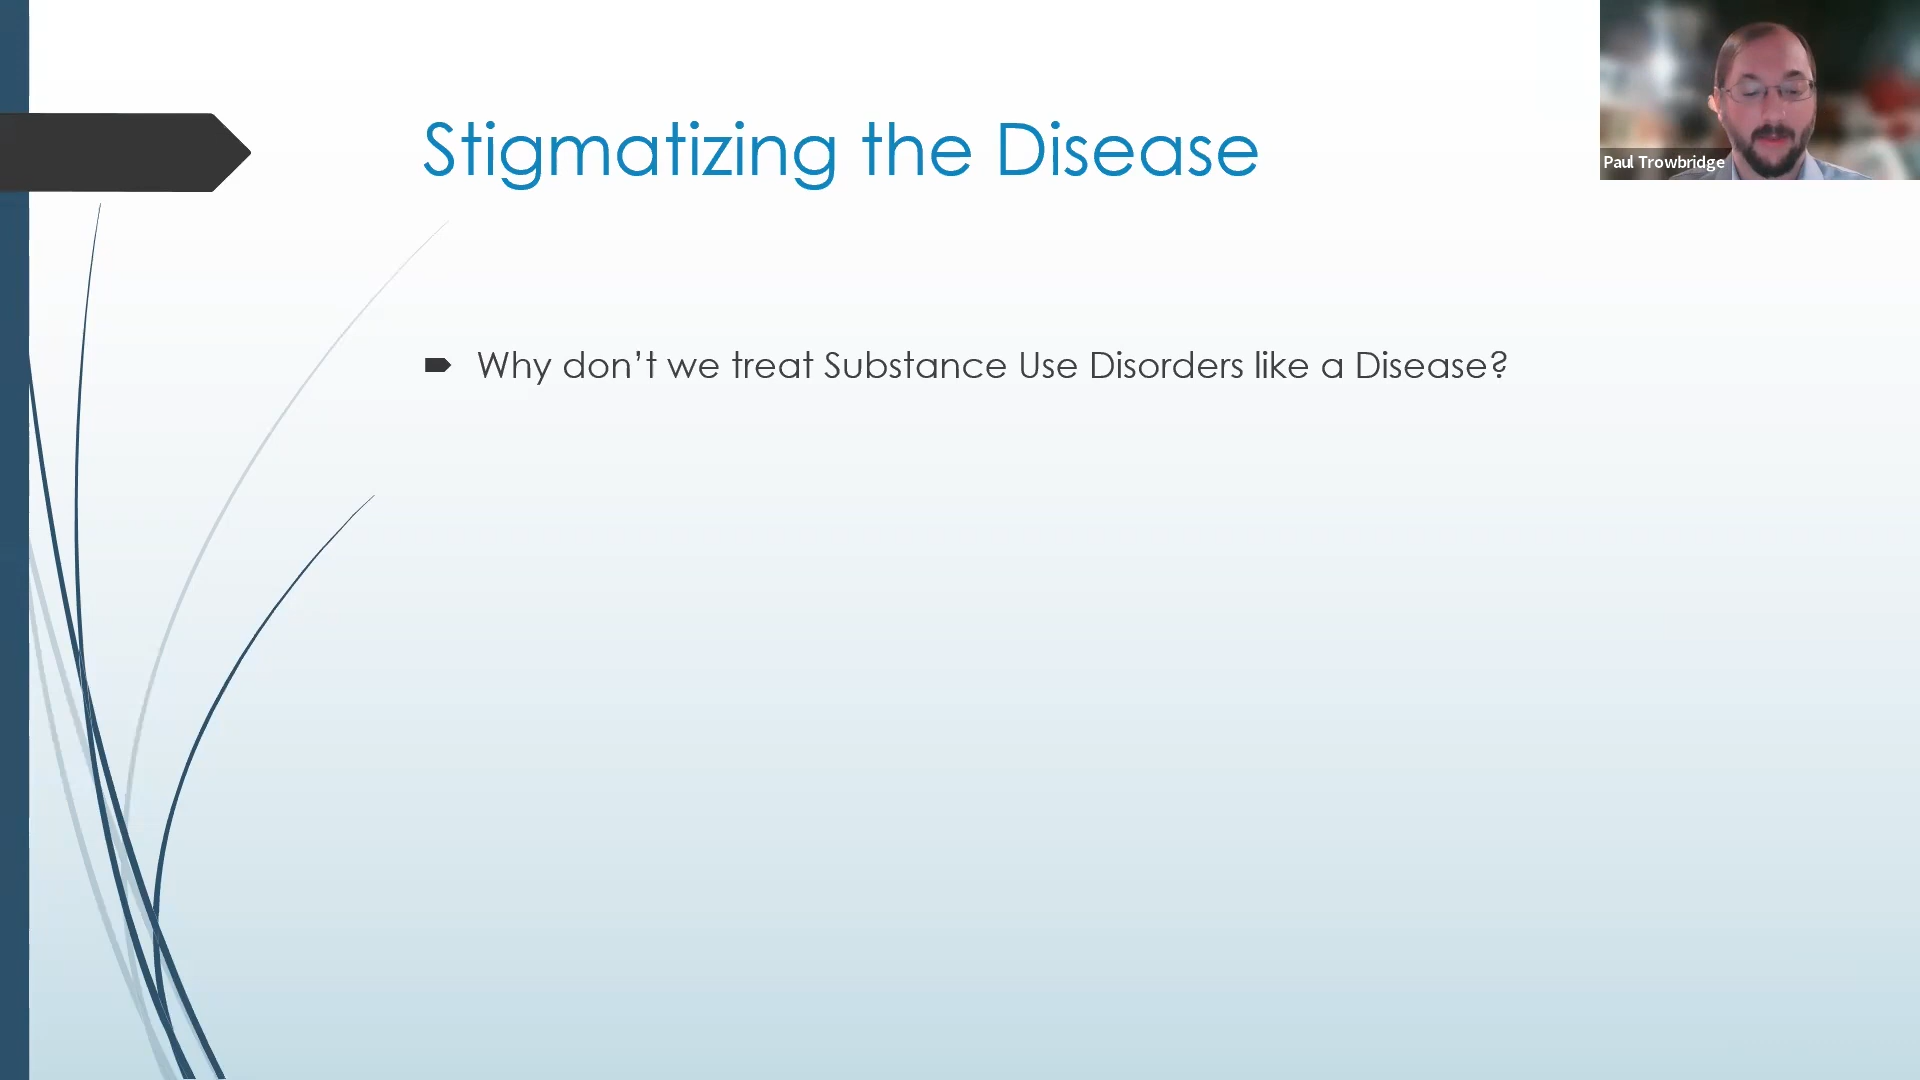 Stigmatizing the Disease
Paul Trowbridge
Why don’t we treat Substance Use Disorders like a Disease?